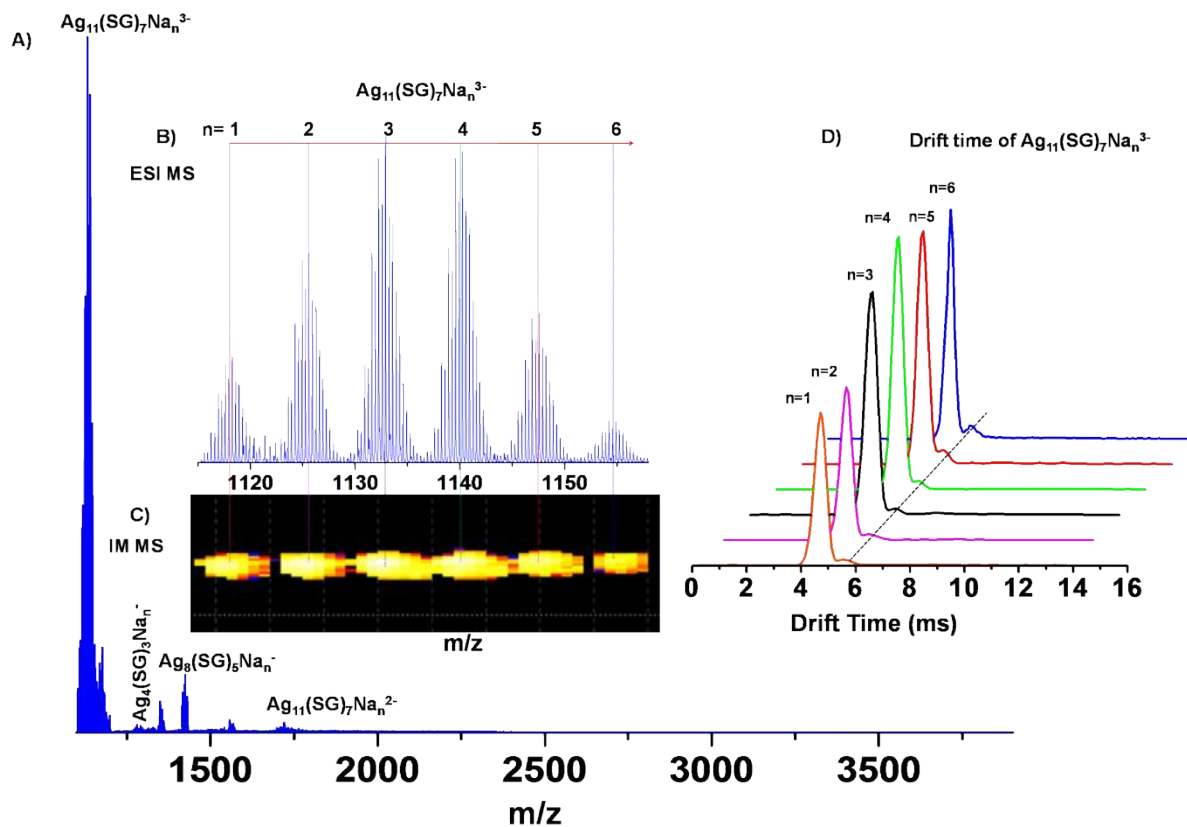 A)
Ag₁₁(SG)₇Naₙ³⁻
Ag₁₁(SG)₇Naₙ³⁻
B)
n= 1 2 3 4 5 6
ESI MS
1120 1130 1140 1150
C)
IM MS
m/z
D)
Drift time of Ag₁₁(SG)₇Naₙ³⁻
n=6
n=5
n=4
n=3
n=2
n=1
0 2 4 6 8 10 12 14 16
Drift Time (ms)
Ag₄(SG)₃Naₙ⁻
Ag₈(SG)₅Naₙ⁻
Ag₁₁(SG)₇Naₙ²⁻
1500 2000 2500 3000 3500
m/z